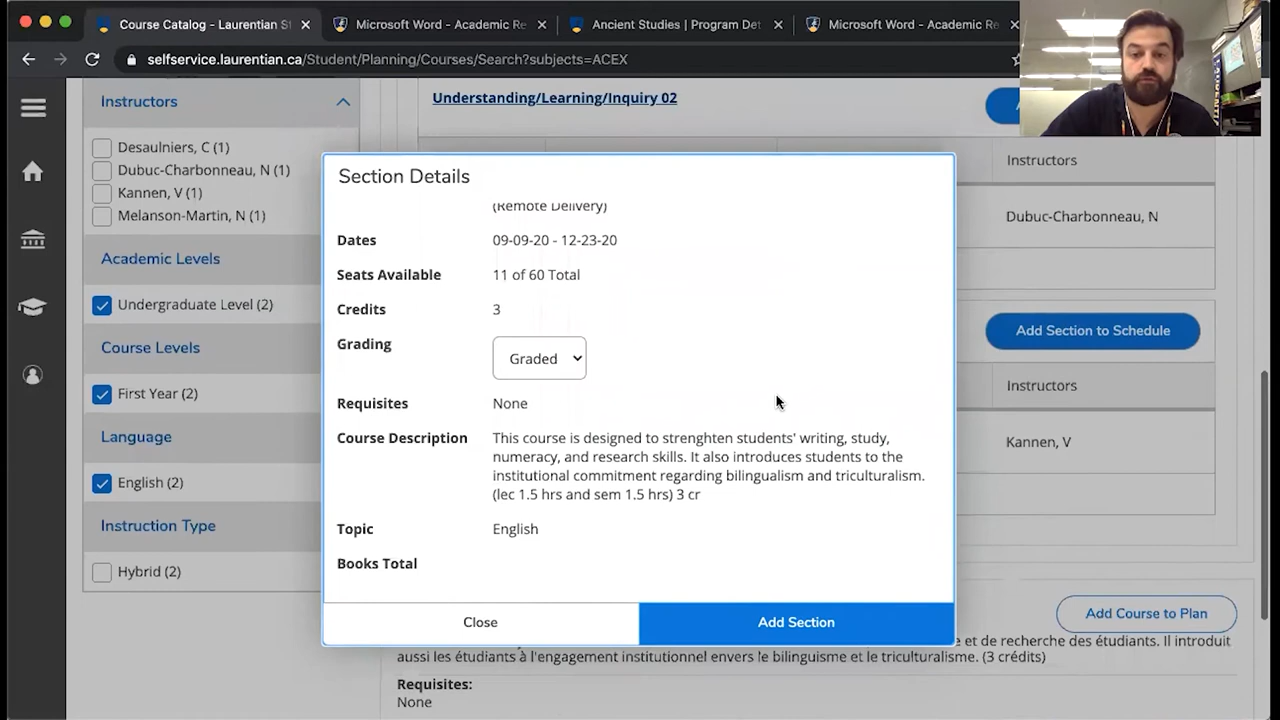 Course Catalog - Laurentian S
Microsoft Word - Academic Re
Ancient Studies | Program Det
Microsoft Word - Academic Re
selfservice.laurentian.ca/Student/Planning/Courses/Search?subjects=ACEX
Instructors
Desaulniers, C (1)
Dubuc-Charbonneau, N (1)
Kannen, V (1)
Melanson-Martin, N (1)
Academic Levels
Undergraduate Level (2)
Course Levels
First Year (2)
Language
English (2)
Instruction Type
Hybrid (2)
Understanding/Learning/Inquiry 02
Instructors
Dubuc-Charbonneau, N
Add Section to Schedule
Instructors
Kannen, V
Section Details
(Remote Delivery)
Dates 09-09-20 - 12-23-20
Seats Available 11 of 60 Total
Credits 3
Grading Graded
Requisites None
Course Description This course is designed to strenghten students' writing, study,
numeracy, and research skills. It also introduces students to the
institutional commitment regarding bilingualism and triculturalism.
(lec 1.5 hrs and sem 1.5 hrs) 3 cr
Topic English
Books Total
Close Add Section
Add Course to Plan
e et de recherche des étudiants. Il introduit
aussi les étudiants à l'engagement institutionnel envers le bilinguisme et le triculturalisme. (3 crédits)
Requisites:
None